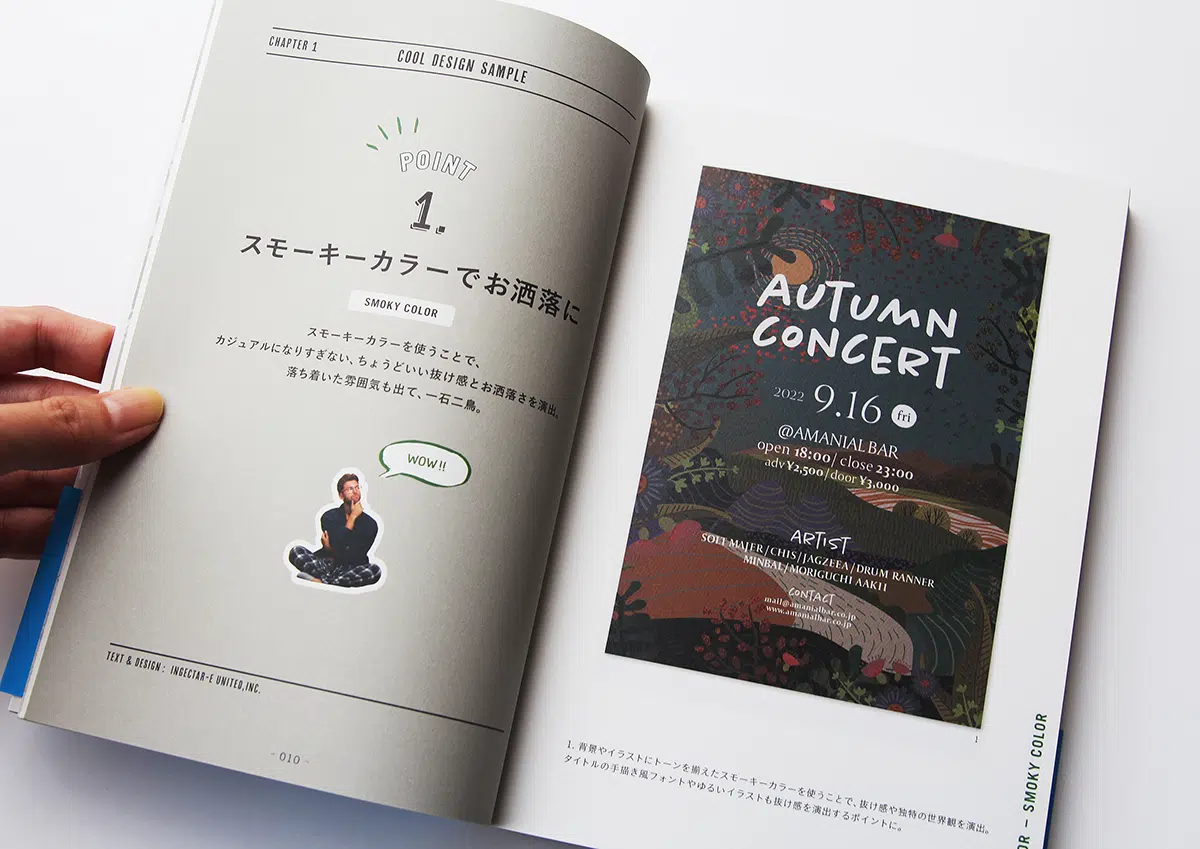 CHAPTER 1
COOL DESIGN SAMPLE
POINT
1.
スモーキーカラーでお洒落に
SMOKY COLOR
スモーキーカラーを使うことで、
カジュアルになりすぎない、ちょうどいい抜け感とお洒落さを演出。
落ち着いた雰囲気も出て、一石二鳥。
WOW!!
TEXT & DESIGN : INGECTAR-E UNITED,INC.
- 010 -
AUTUMN
CONCERT
2022 9.16 fri
@AMANIAL BAR
open 18:00/close 23:00
adv ¥2,500/door ¥3,000
ARTIST
SOLT MAJER/CHIS/JAGZEEA/DRUM RANNER
MINBAL/MORIGUCHI AAKII
CONTACT
mail@amanialbar.co.jp
www.amanialbar.co.jp
1
1. 背景やイラストにトーンを揃えたスモーキーカラーを使うことで、抜け感や独特の世界観を演出。
タイトルの手描き風フォントやゆるいイラストも抜け感を演出するポイントに。
OR — SMOKY COLOR